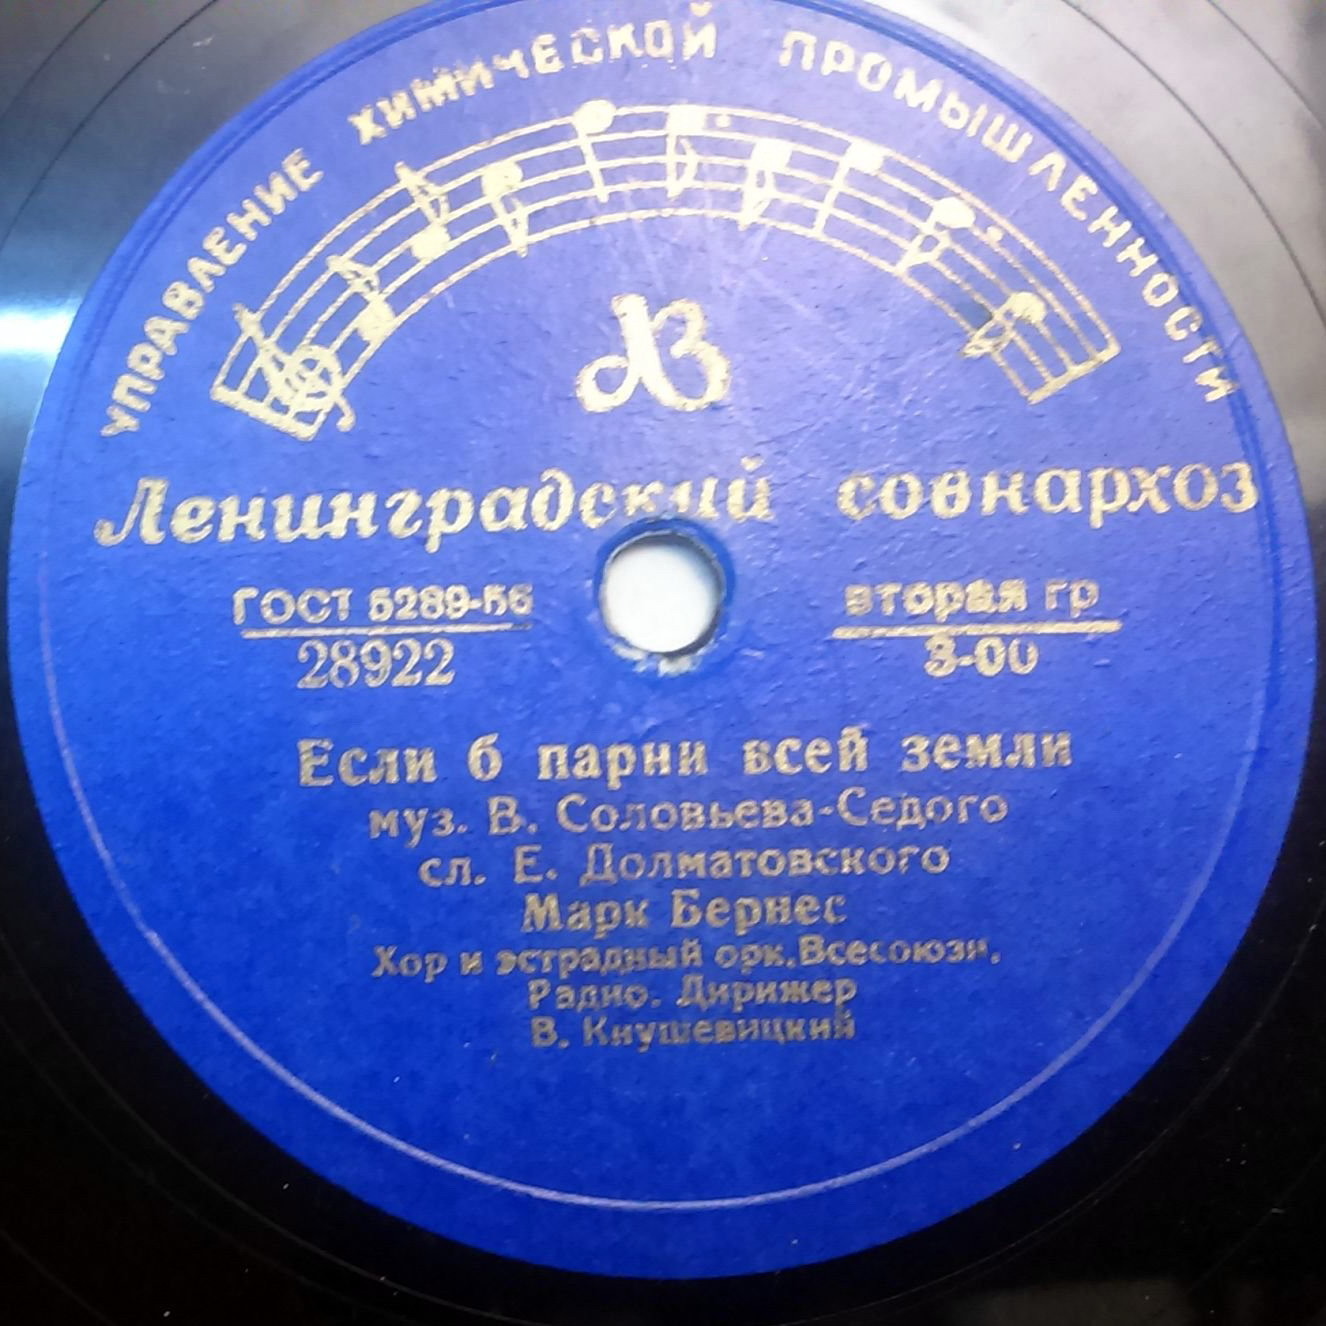 УПРАВЛЕНИЕ ХИМИЧЕСКОЙ ПРОМЫШЛЕННОСТИ
ЛЗ
Ленинградский совнархоз
ГОСТ 5289-56 вторая гр
28922 3-00
Если б парни всей земли
муз. В. Соловьева-Седого
сл. Е. Долматовского
Марк Бернес
Хор и эстрадный орк. Всесоюзн.
Радио. Дирижер
В. Кнушевицкий